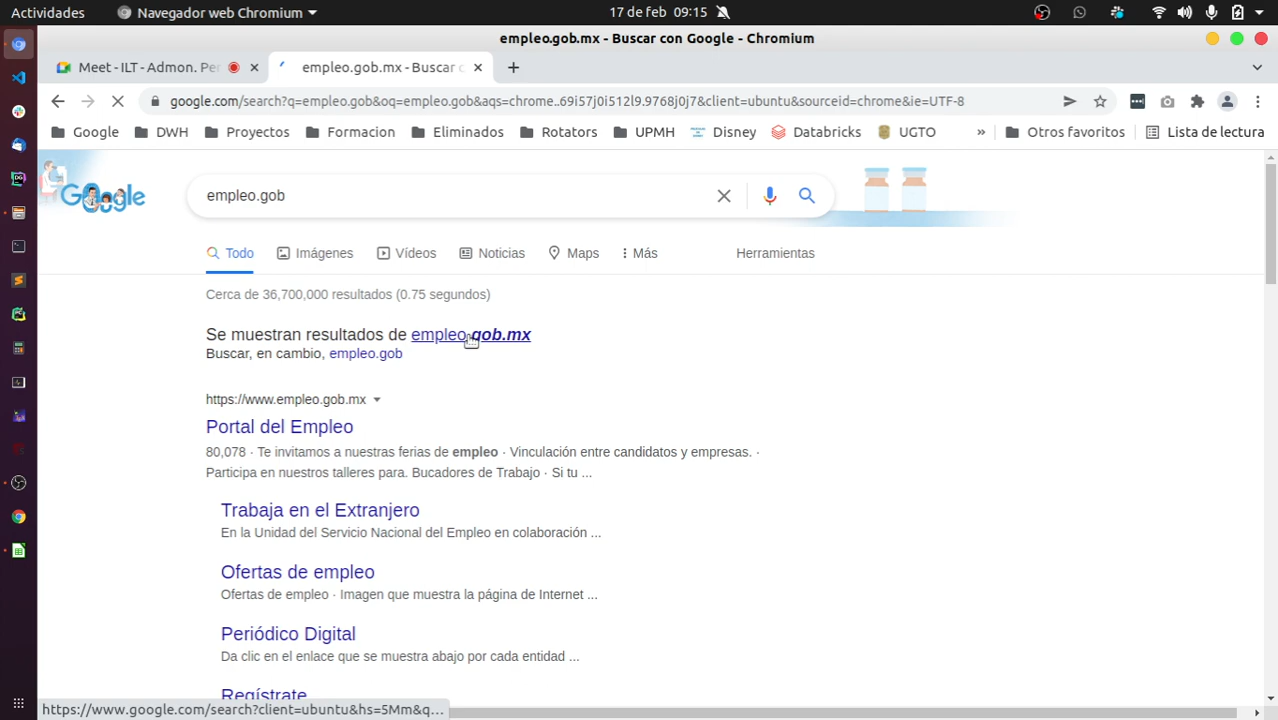 Actividades
Navegador web Chromium
17 de feb 09:15
empleo.gob.mx - Buscar con Google - Chromium
Meet - ILT - Admon. Per
empleo.gob.mx - Buscar c
google.com/search?q=empleo.gob&oq=empleo.gob&aqs=chrome..69i57j0i512l9.9768j0j7&client=ubuntu&sourceid=chrome&ie=UTF-8
Google DWH Proyectos Formacion Eliminados Rotators UPMH Disney Databricks UGTO » Otros favoritos Lista de lectura
Google
empleo.gob
Todo Imágenes Vídeos Noticias Maps Más Herramientas
Cerca de 36,700,000 resultados (0.75 segundos)
Se muestran resultados de empleo.gob.mx
Buscar, en cambio, empleo.gob
https://www.empleo.gob.mx
Portal del Empleo
80,078 · Te invitamos a nuestras ferias de empleo · Vinculación entre candidatos y empresas. ·
Participa en nuestros talleres para. Bucadores de Trabajo · Si tu ...
Trabaja en el Extranjero
En la Unidad del Servicio Nacional del Empleo en colaboración ...
Ofertas de empleo
Ofertas de empleo · Imagen que muestra la página de Internet ...
Periódico Digital
Da clic en el enlace que se muestra abajo por cada entidad ...
Regístrate
https://www.google.com/search?client=ubuntu&hs=5Mm&q...